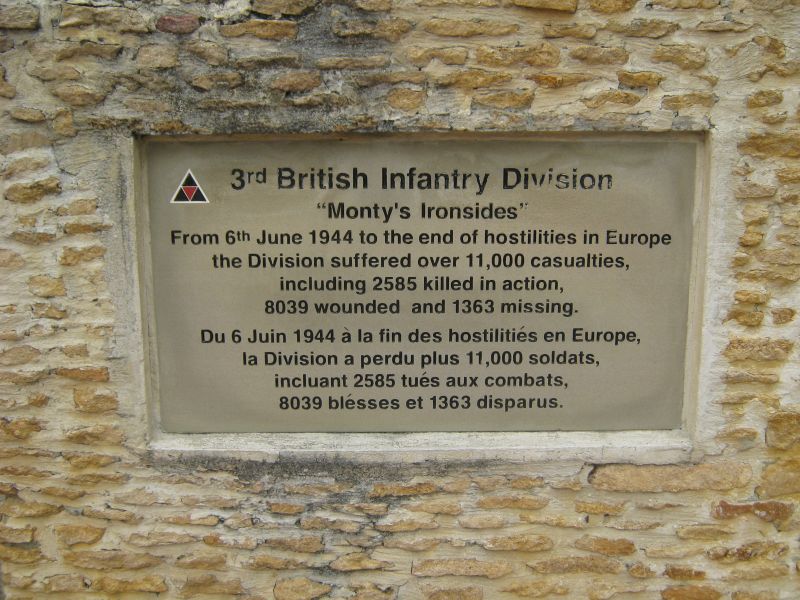 3rd British Infantry Division
"Monty's Ironsides"
From 6th June 1944 to the end of hostilities in Europe
the Division suffered over 11,000 casualties,
including 2585 killed in action,
8039 wounded and 1363 missing.
Du 6 Juin 1944 à la fin des hostilitiés en Europe,
la Division a perdu plus 11,000 soldats,
incluant 2585 tués aux combats,
8039 blésses et 1363 disparus.